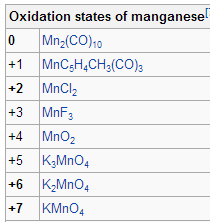 Oxidation states of manganese[
0 Mn₂(CO)₁₀
+1 MnC₅H₄CH₃(CO)₃
+2 MnCl₂
+3 MnF₃
+4 MnO₂
+5 K₃MnO₄
+6 K₂MnO₄
+7 KMnO₄